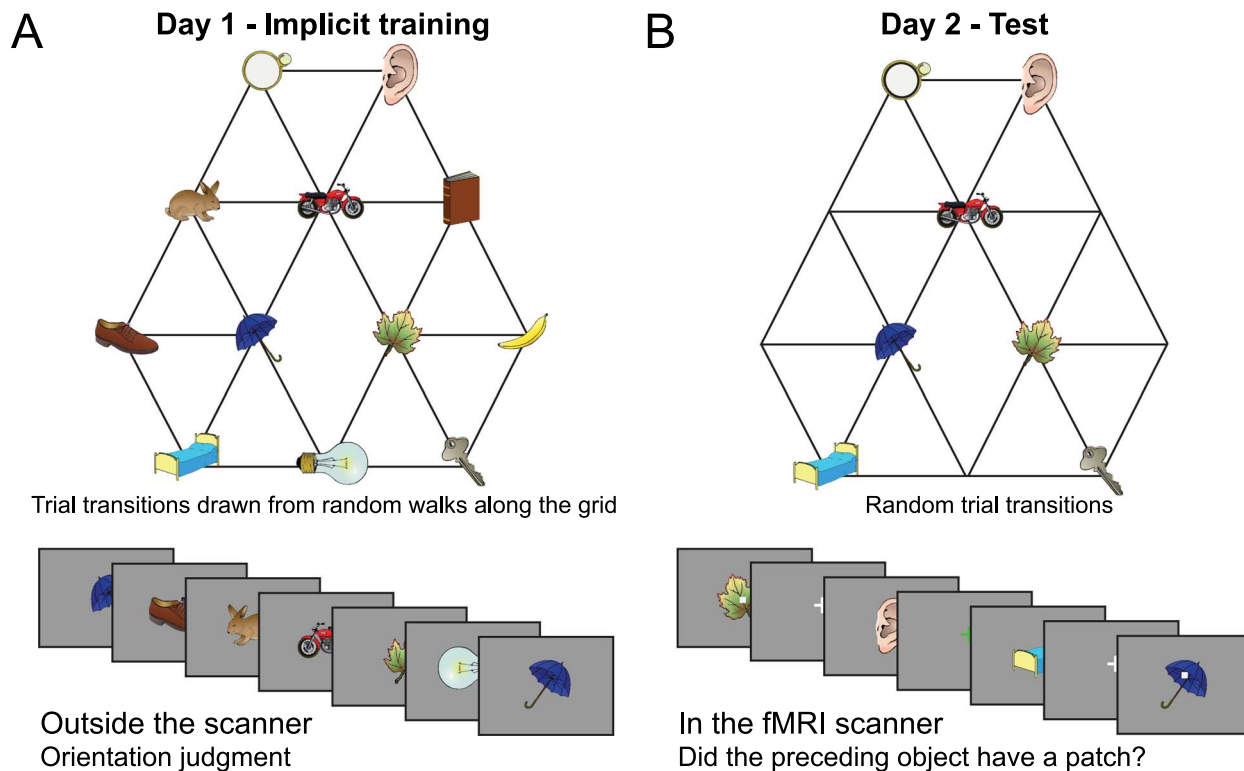 A
Day 1 - Implicit training
Trial transitions drawn from random walks along the grid
Outside the scanner
Orientation judgment
B
Day 2 - Test
Random trial transitions
In the fMRI scanner
Did the preceding object have a patch?